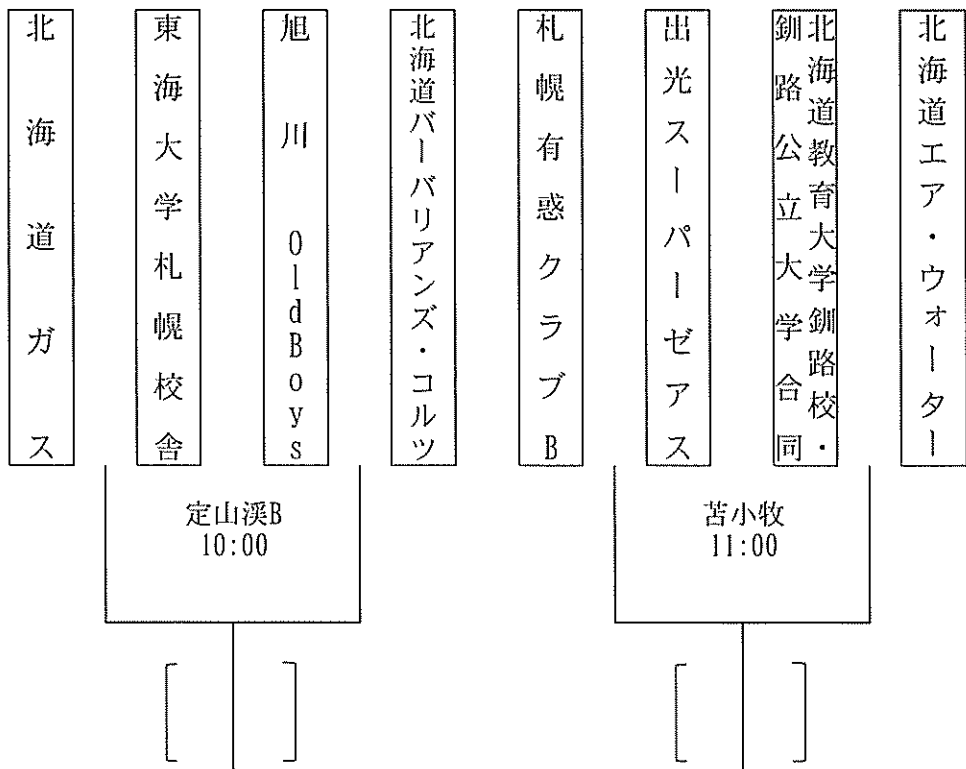 北海道ガス
東海大学札幌校舎
旭川 OldBoys
北海道バーバリアンズ・コルツ
札幌有惑クラブB
出光スーパーゼアス
北海道教育大学釧路校・
釧路公立大学合同
北海道エア・ウォーター
定山渓B
10:00
苫小牧
11:00